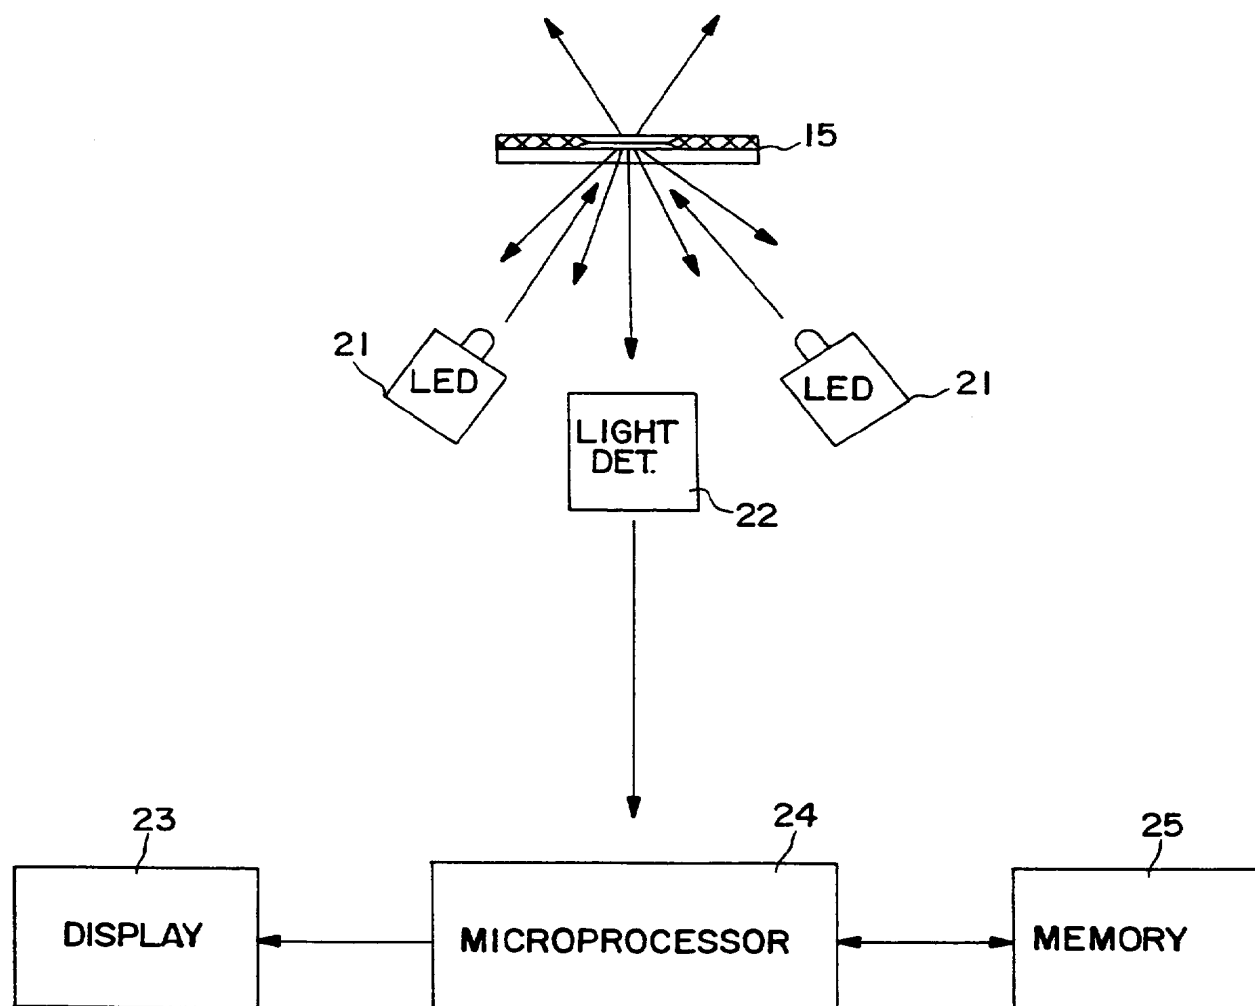 15
21
LED
LED
21
LIGHT
DET.
22
23
24
25
DISPLAY
MICROPROCESSOR
MEMORY